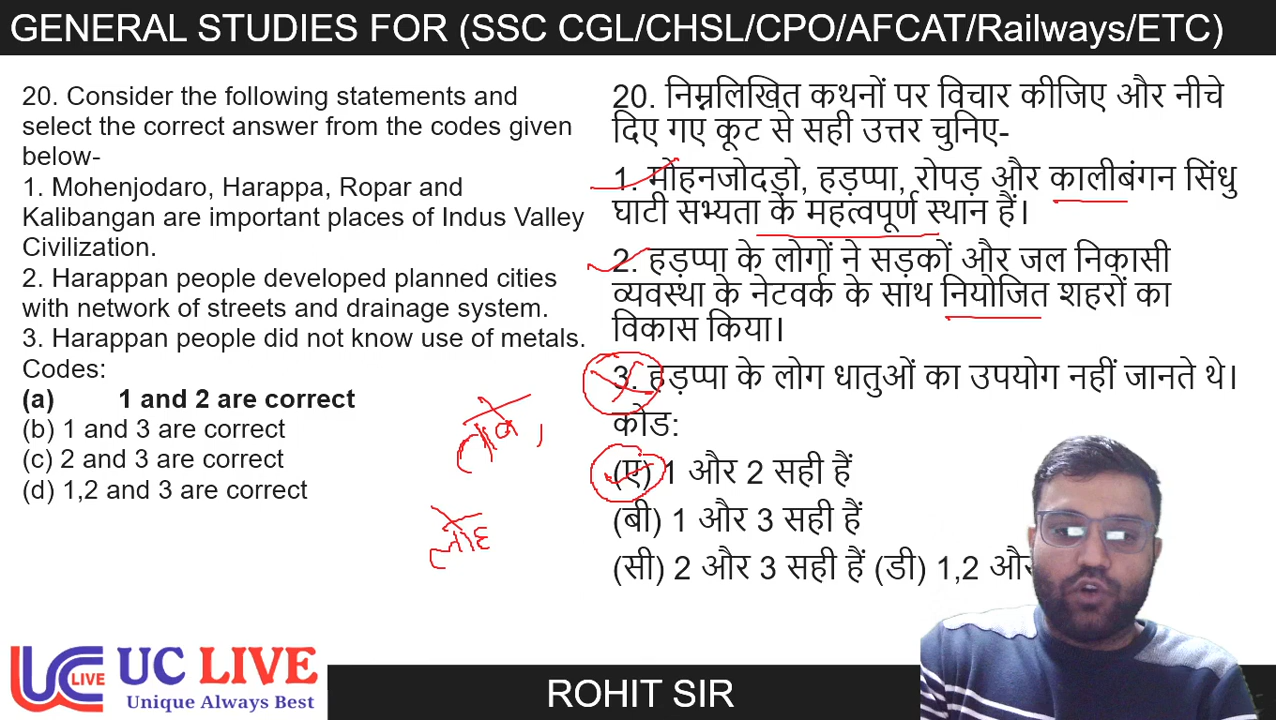 GENERAL STUDIES FOR (SSC CGL/CHSL/CPO/AFCAT/Railways/ETC)
20. Consider the following statements and
select the correct answer from the codes given
below-
1. Mohenjodaro, Harappa, Ropar and
Kalibangan are important places of Indus Valley
Civilization.
2. Harappan people developed planned cities
with network of streets and drainage system.
3. Harappan people did not know use of metals.
Codes:
(a) 1 and 2 are correct
(b) 1 and 3 are correct
(c) 2 and 3 are correct
(d) 1,2 and 3 are correct
20. निम्नलिखित कथनों पर विचार कीजिए और नीचे
दिए गए कूट से सही उत्तर चुनिए-
1. मोहनजोदड़ो, हड़प्पा, रोपड़ और कालीबंगन सिंधु
घाटी सभ्यता के महत्वपूर्ण स्थान हैं।
2. हड़प्पा के लोगों ने सड़कों और जल निकासी
व्यवस्था के नेटवर्क के साथ नियोजित शहरों का
विकास किया।
3. हड़प्पा के लोग धातुओं का उपयोग नहीं जानते थे।
कोड:
(ए) 1 और 2 सही हैं
(बी) 1 और 3 सही हैं
(सी) 2 और 3 सही हैं (डी) 1,2 और
LIVE
UC LIVE
Unique Always Best
ROHIT SIR